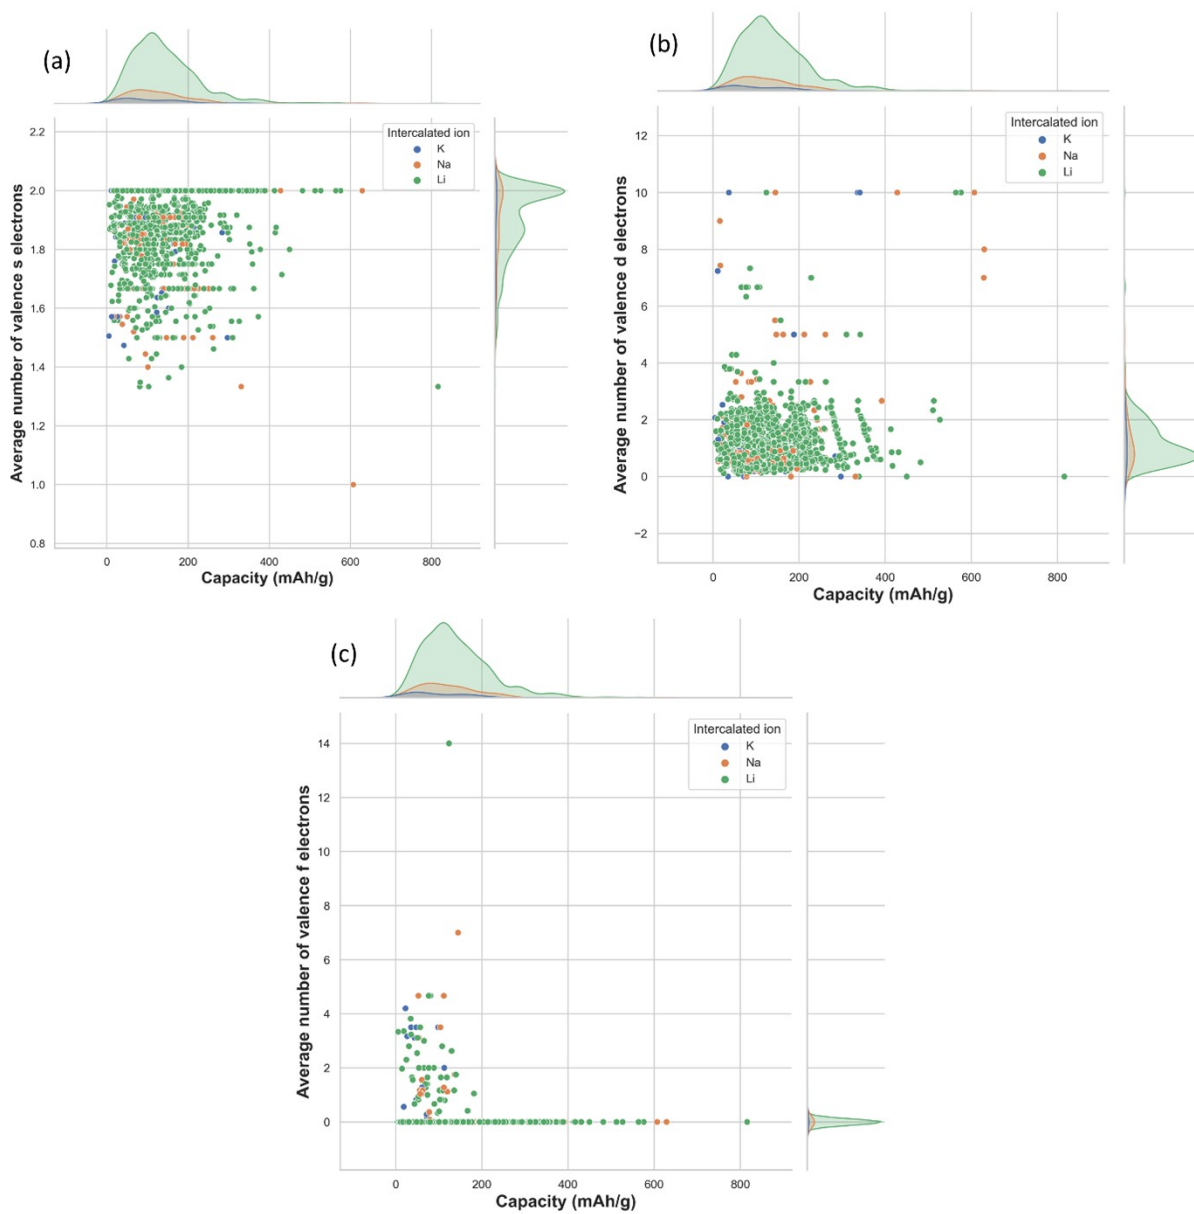 (a)
Intercalated ion
K
Na
Li
2.2
2.0
1.8
1.6
1.4
1.2
1.0
0.8
Average number of valence s electrons
0
200
400
600
800
Capacity (mAh/g)
(b)
Intercalated ion
K
Na
Li
12
10
8
6
4
2
0
−2
Average number of valence d electrons
0
200
400
600
800
Capacity (mAh/g)
(c)
Intercalated ion
K
Na
Li
14
12
10
8
6
4
2
0
Average number of valence f electrons
0
200
400
600
800
Capacity (mAh/g)